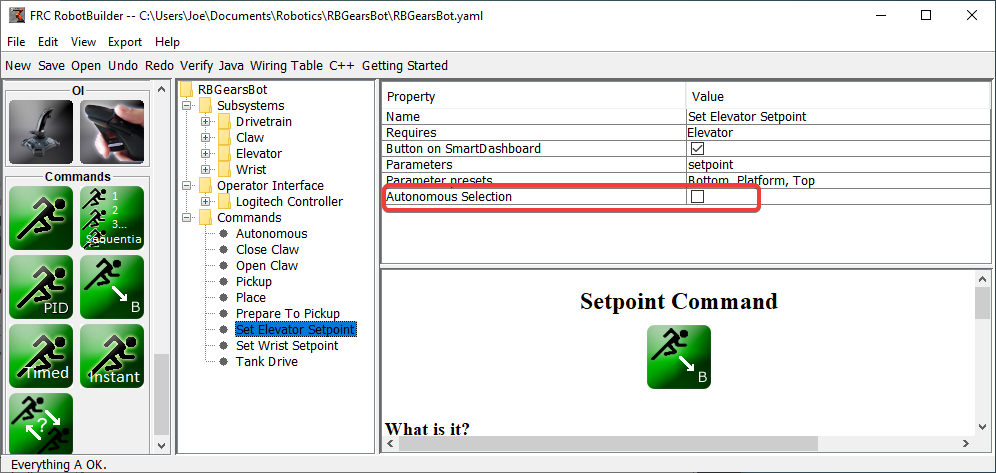 FRC RobotBuilder -- C:\Users\Joe\Documents\Robotics\RBGearsBot\RBGearsBot.yaml
File Edit View Export Help
New Save Open Undo Redo Verify Java Wiring Table C++ Getting Started
OI
Commands
1
2
3...
Sequentia
PID
B
Timed
Instant
?
RBGearsBot
Subsystems
Drivetrain
Claw
Elevator
Wrist
Operator Interface
Logitech Controller
Commands
Autonomous
Close Claw
Open Claw
Pickup
Place
Prepare To Pickup
Set Elevator Setpoint
Set Wrist Setpoint
Tank Drive
Property Value
Name Set Elevator Setpoint
Requires Elevator
Button on SmartDashboard
Parameters setpoint
Parameter presets Bottom, Platform, Top
Autonomous Selection
Setpoint Command
B
What is it?
Everything A OK.